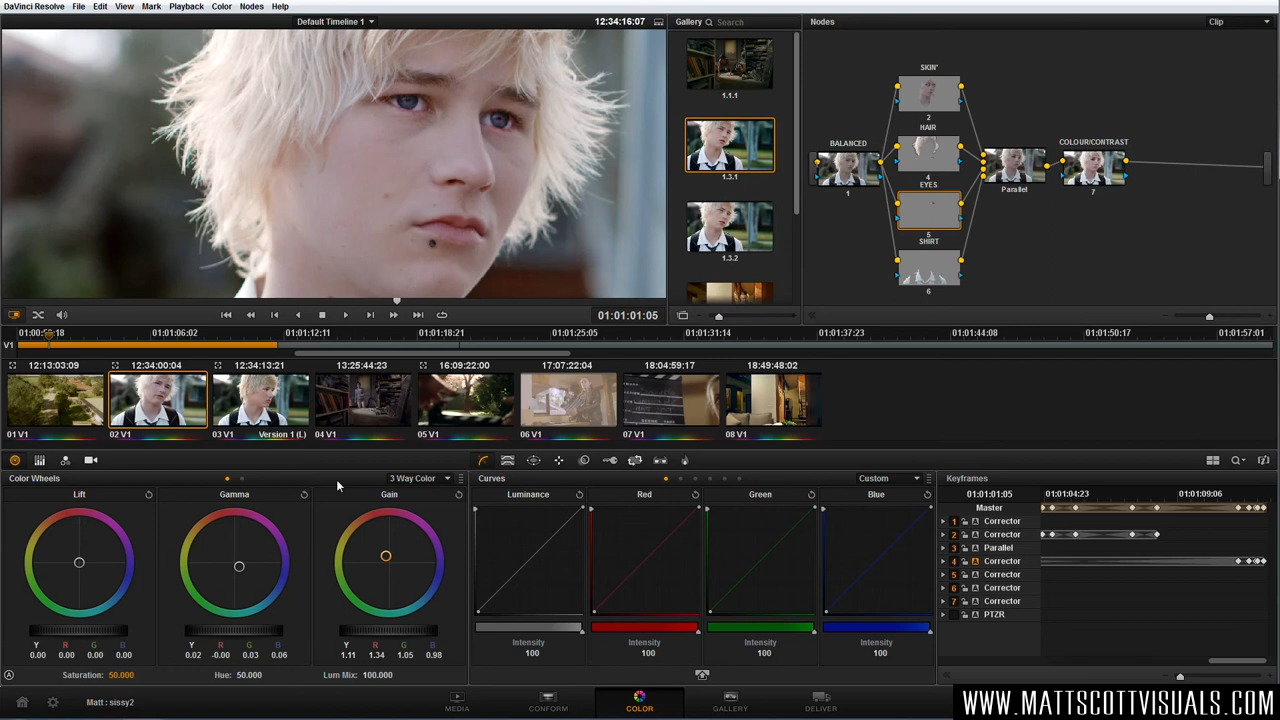 DaVinci Resolve File Edit View Mark Playback Color Nodes Help
Default Timeline 1 12:34:16:07 Gallery Search Nodes Clip
1.1.1
1.3.1
1.3.2
SKIN'
2
HAIR
4
EYES
5
SHIRT
6
BALANCED
1
Parallel
COLOUR/CONTRAST
7
01:01:01:05
01:01:06:02 01:01:12:11 01:01:18:21 01:01:25:05 01:01:31:14 01:01:37:23 01:01:44:08 01:01:50:17 01:01:57:01
V1
12:13:03:09 12:34:00:04 12:34:13:21 13:25:44:23 16:09:22:00 17:07:22:04 18:04:59:17 18:49:48:02
01 V1 02 V1 03 V1 Version 1 (L) 04 V1 05 V1 06 V1 07 V1 08 V1
Color Wheels 3 Way Color Curves Custom Keyframes
Lift Gamma Gain Luminance Red Green Blue
Y R G B Y R G B Y R G B
0.00 0.00 0.00 0.00 0.02 -0.00 0.03 0.06 1.11 1.34 1.05 0.98
Saturation: 50.000 Hue: 50.000 Lum Mix: 100.000
Intensity Intensity Intensity Intensity
100 100 100 100
01:01:01:05 01:01:04:23 01:01:09:06
Master
1 Corrector
2 Corrector
3 Parallel
4 Corrector
5 Corrector
6 Corrector
7 Corrector
PTZR
Matt : sissy2
MEDIA CONFORM COLOR GALLERY DELIVER
WWW.MATTSCOTTVISUALS.COM